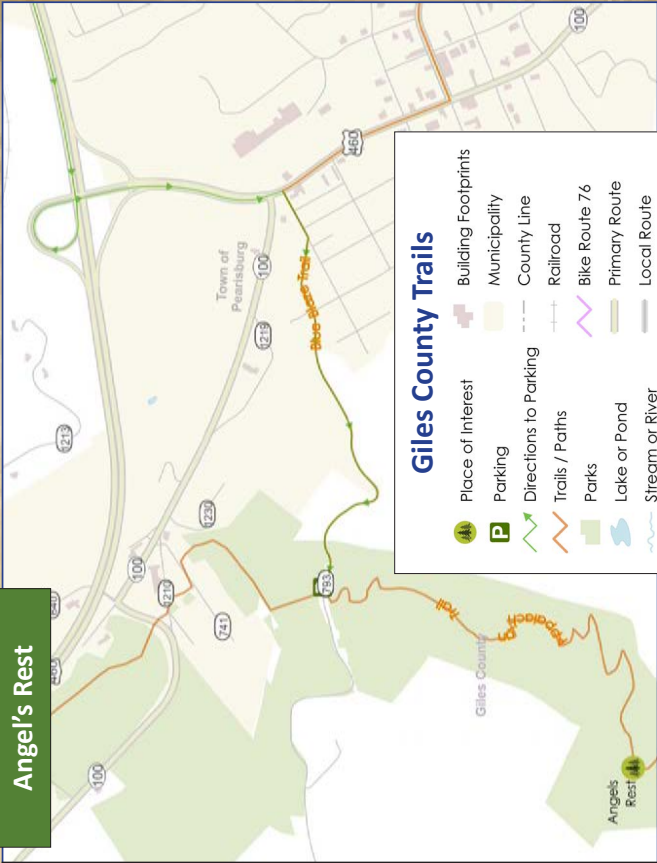 Angel's Rest
100
460
Town of
Pearisburg
100
1219
Blue Blaze Trail
1213
1230
100
1210
741
793
640
460
100
Trail
Appalachian
Giles County
Angels
Rest
Giles County Trails
Place of Interest
Parking
Directions to Parking
Trails / Paths
Parks
Lake or Pond
Stream or River
Building Footprints
Municipality
County Line
Railroad
Bike Route 76
Primary Route
Local Route
P